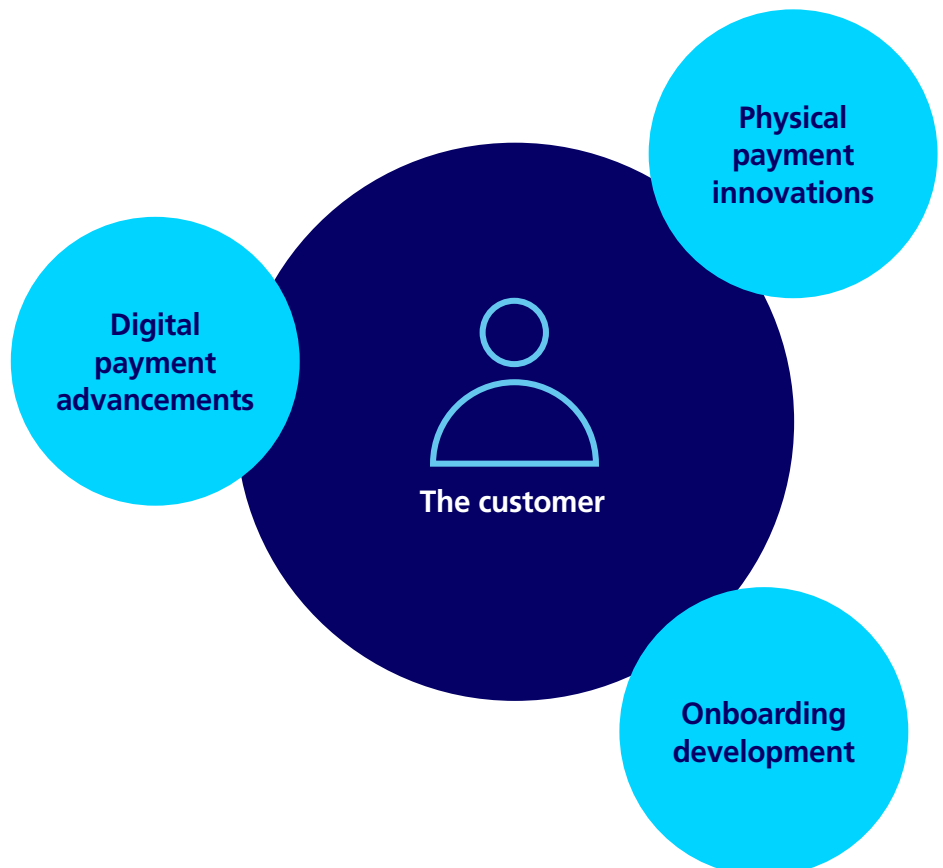 Physical
payment
innovations
Digital
payment
advancements
The customer
Onboarding
development